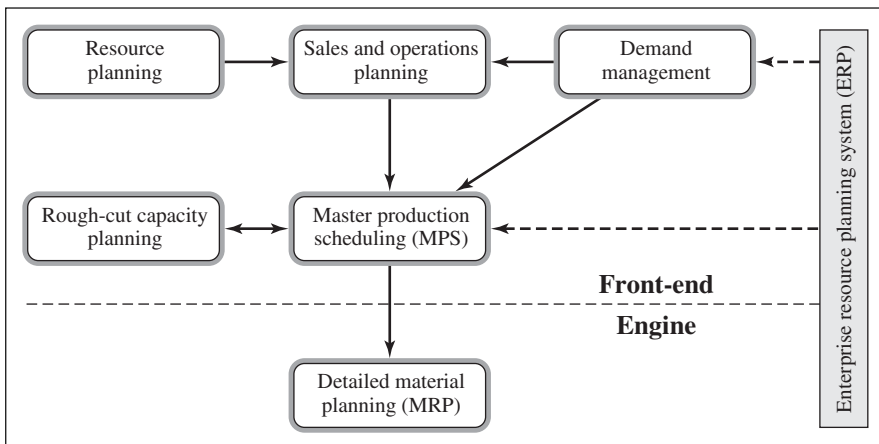 Resource
planning
Sales and operations
planning
Demand
management
Rough-cut capacity
planning
Master production
scheduling (MPS)
Front-end
Engine
Detailed material
planning (MRP)
Enterprise resource planning system (ERP)